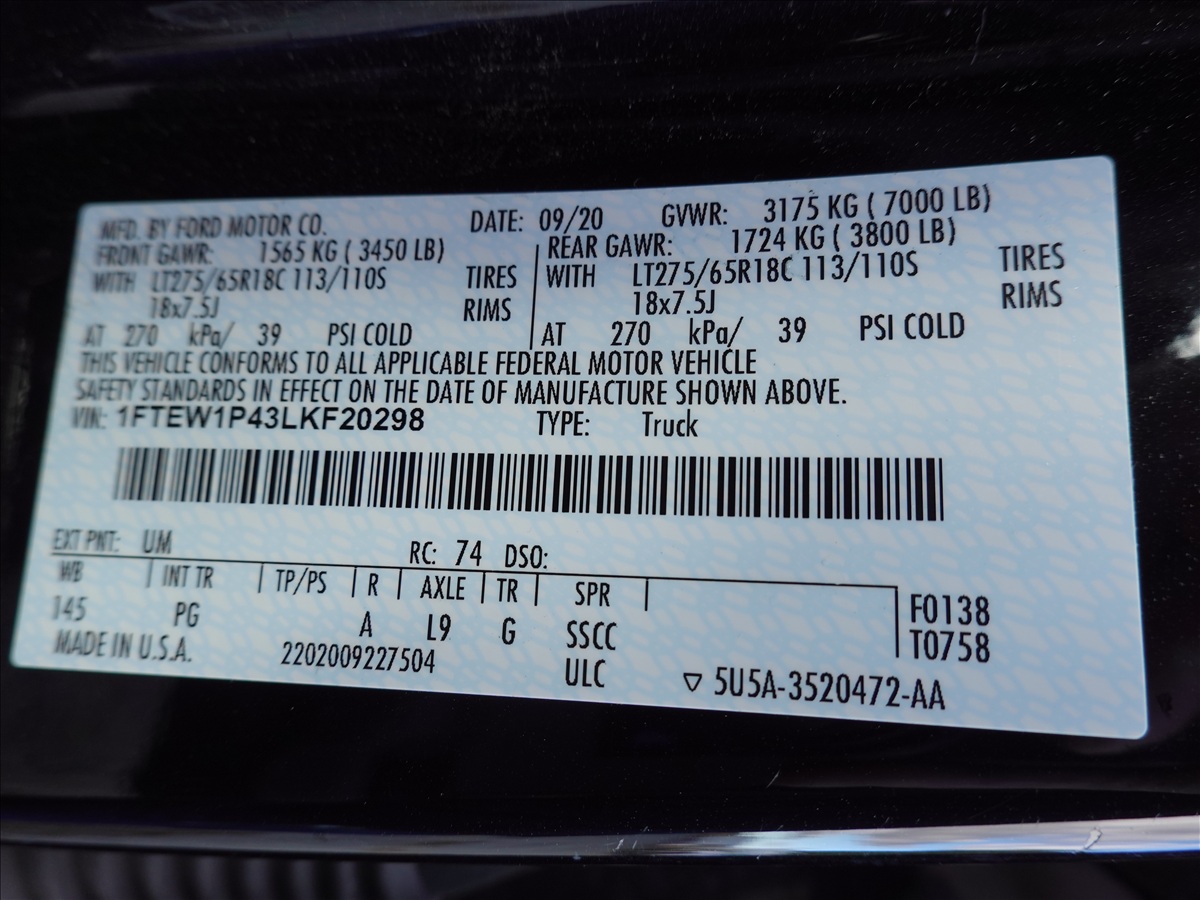 MFD. BY FORD MOTOR CO. DATE: 09/20 GVWR: 3175 KG ( 7000 LB)
FRONT GAWR: 1565 KG ( 3450 LB) REAR GAWR: 1724 KG ( 3800 LB)
WITH LT275/65R18C 113/110S TIRES WITH LT275/65R18C 113/110S TIRES
18x7.5J RIMS 18x7.5J RIMS
AT 270 kPa/ 39 PSI COLD AT 270 kPa/ 39 PSI COLD
THIS VEHICLE CONFORMS TO ALL APPLICABLE FEDERAL MOTOR VEHICLE
SAFETY STANDARDS IN EFFECT ON THE DATE OF MANUFACTURE SHOWN ABOVE.
VIN: 1FTEW1P43LKF20298 TYPE: Truck
EXT PNT: UM RC: 74 DSO:
WB INT TR TP/PS R AXLE TR SPR F0138
145 PG A L9 G SSCC T0758
MADE IN U.S.A. 2202009227504 ULC ▽ 5U5A-3520472-AA